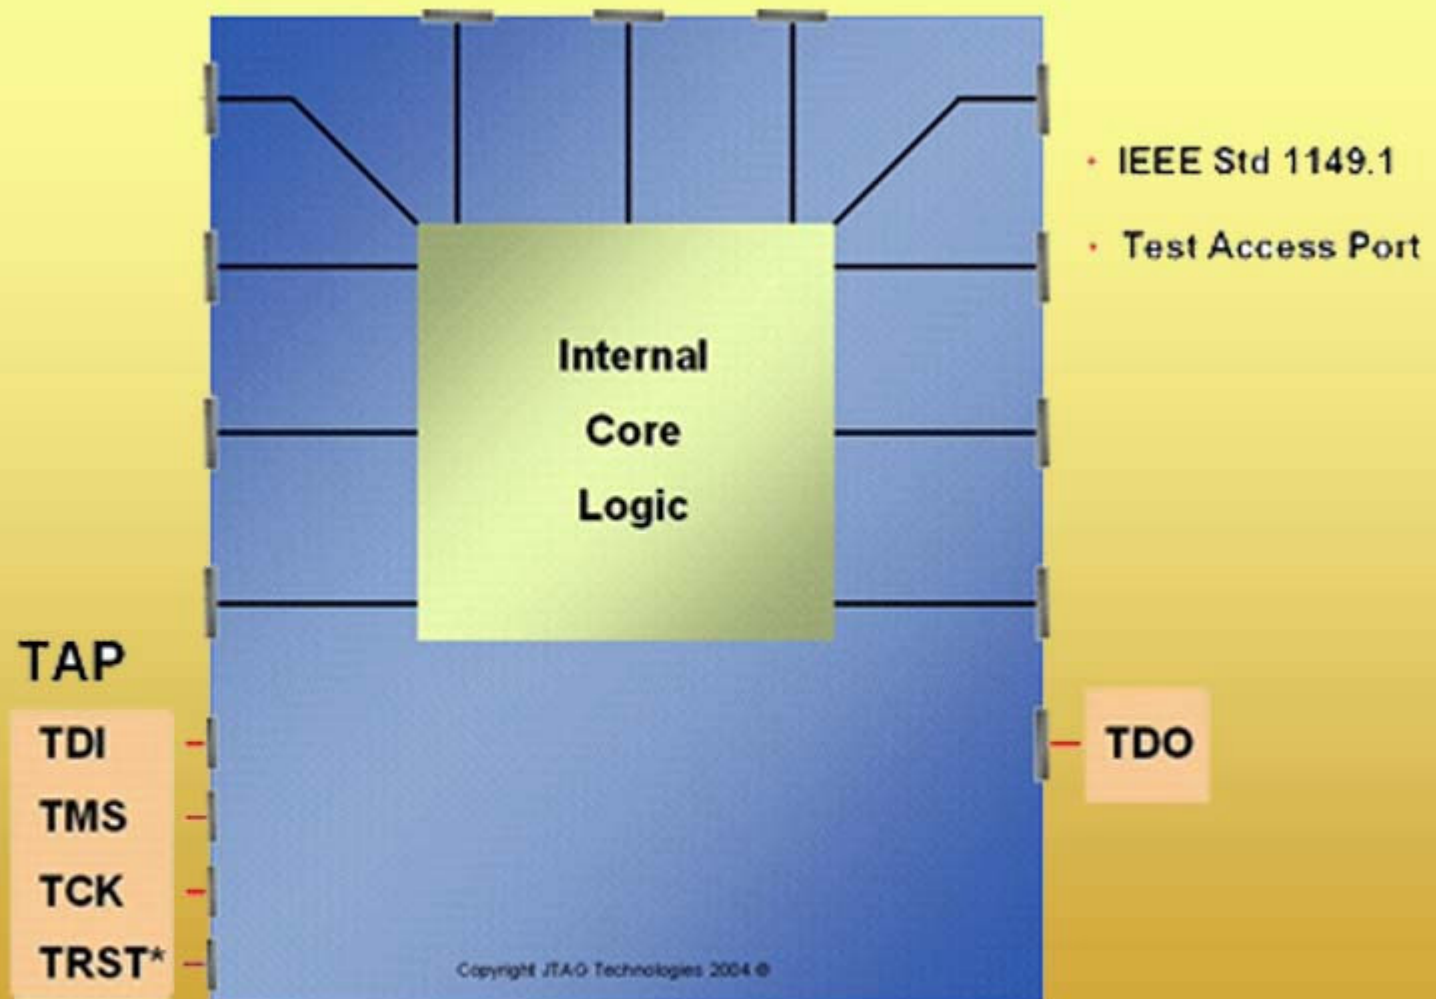 IEEE Std 1149.1
Test Access Port
Internal
Core
Logic
TAP
TDI
TMS
TCK
TRST*
TDO
Copyright JTAG Technologies 2004 ©